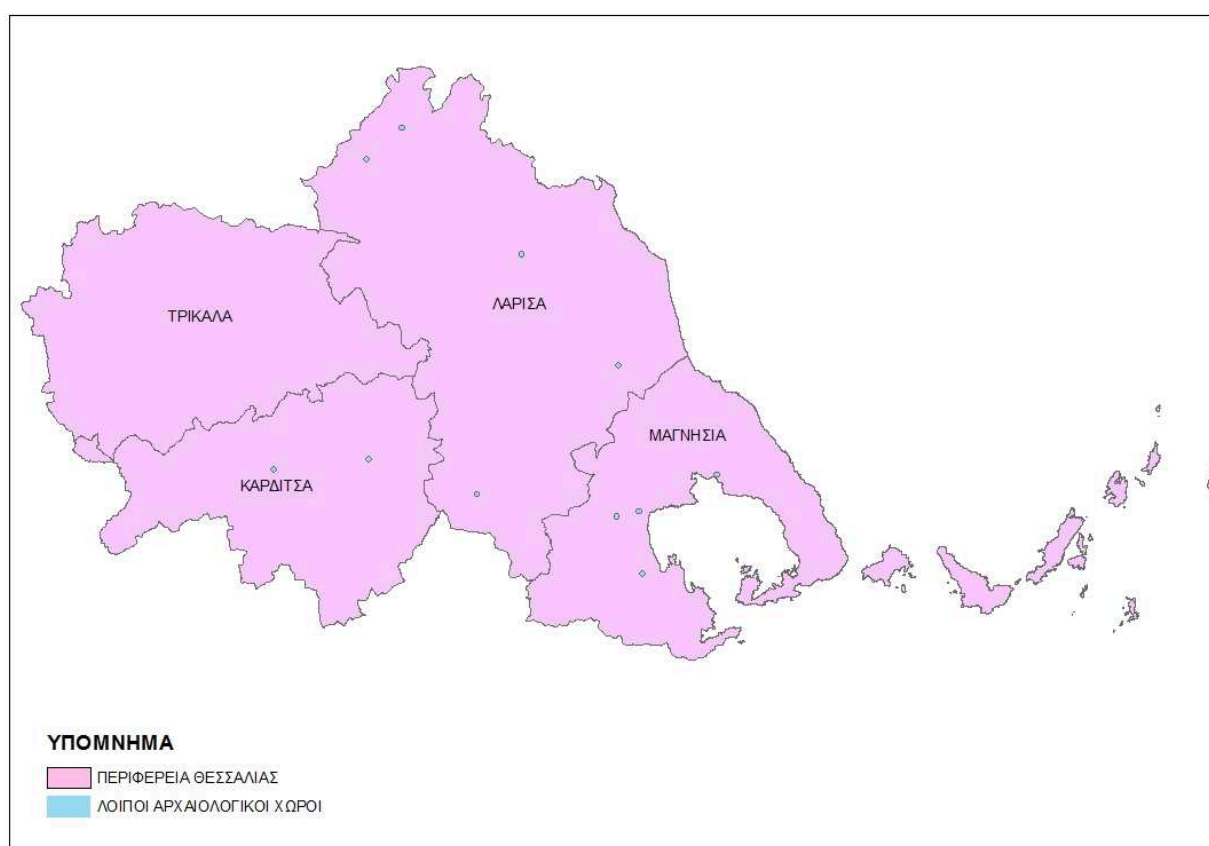 ΛΑΡΙΣΑ
ΤΡΙΚΑΛΑ
ΜΑΓΝΗΣΙΑ
ΚΑΡΔΙΤΣΑ
ΥΠΟΜΝΗΜΑ
ΠΕΡΙΦΕΡΕΙΑ ΘΕΣΣΑΛΙΑΣ
ΛΟΙΠΟΙ ΑΡΧΑΙΟΛΟΓΙΚΟΙ ΧΩΡΟΙ